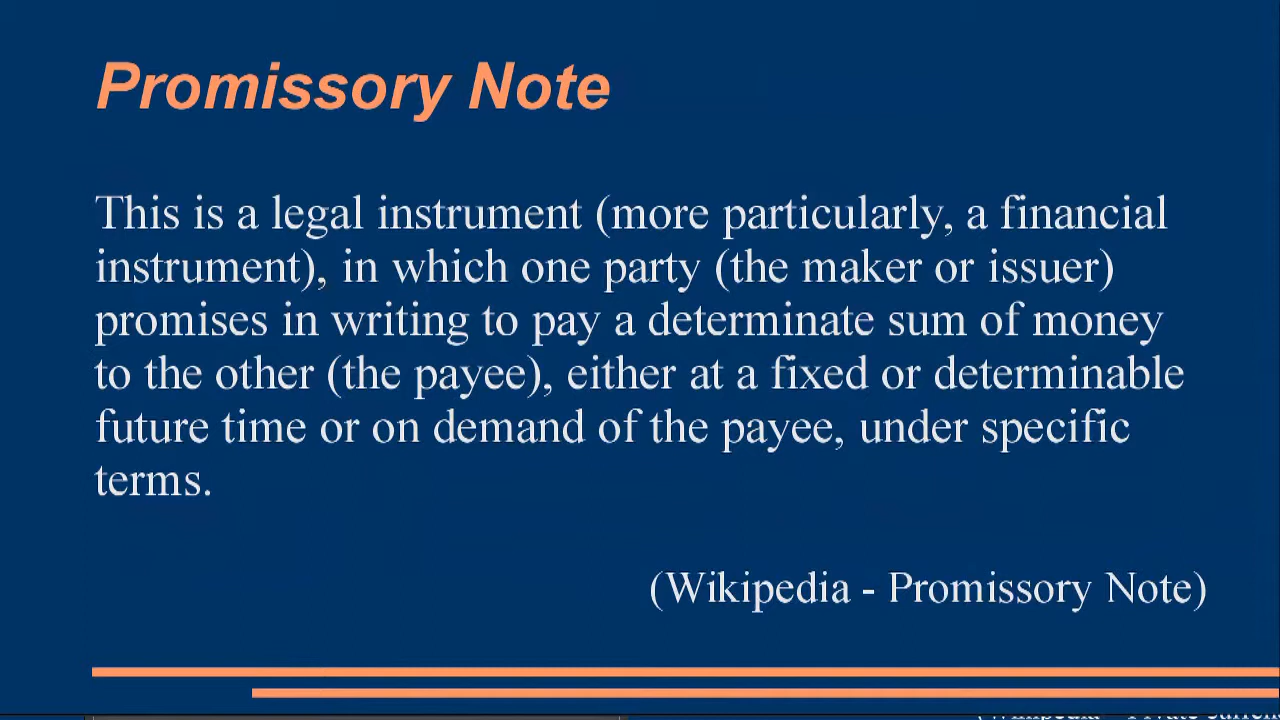 Promissory Note
This is a legal instrument (more particularly, a financial
instrument), in which one party (the maker or issuer)
promises in writing to pay a determinate sum of money
to the other (the payee), either at a fixed or determinable
future time or on demand of the payee, under specific
terms.
(Wikipedia - Promissory Note)